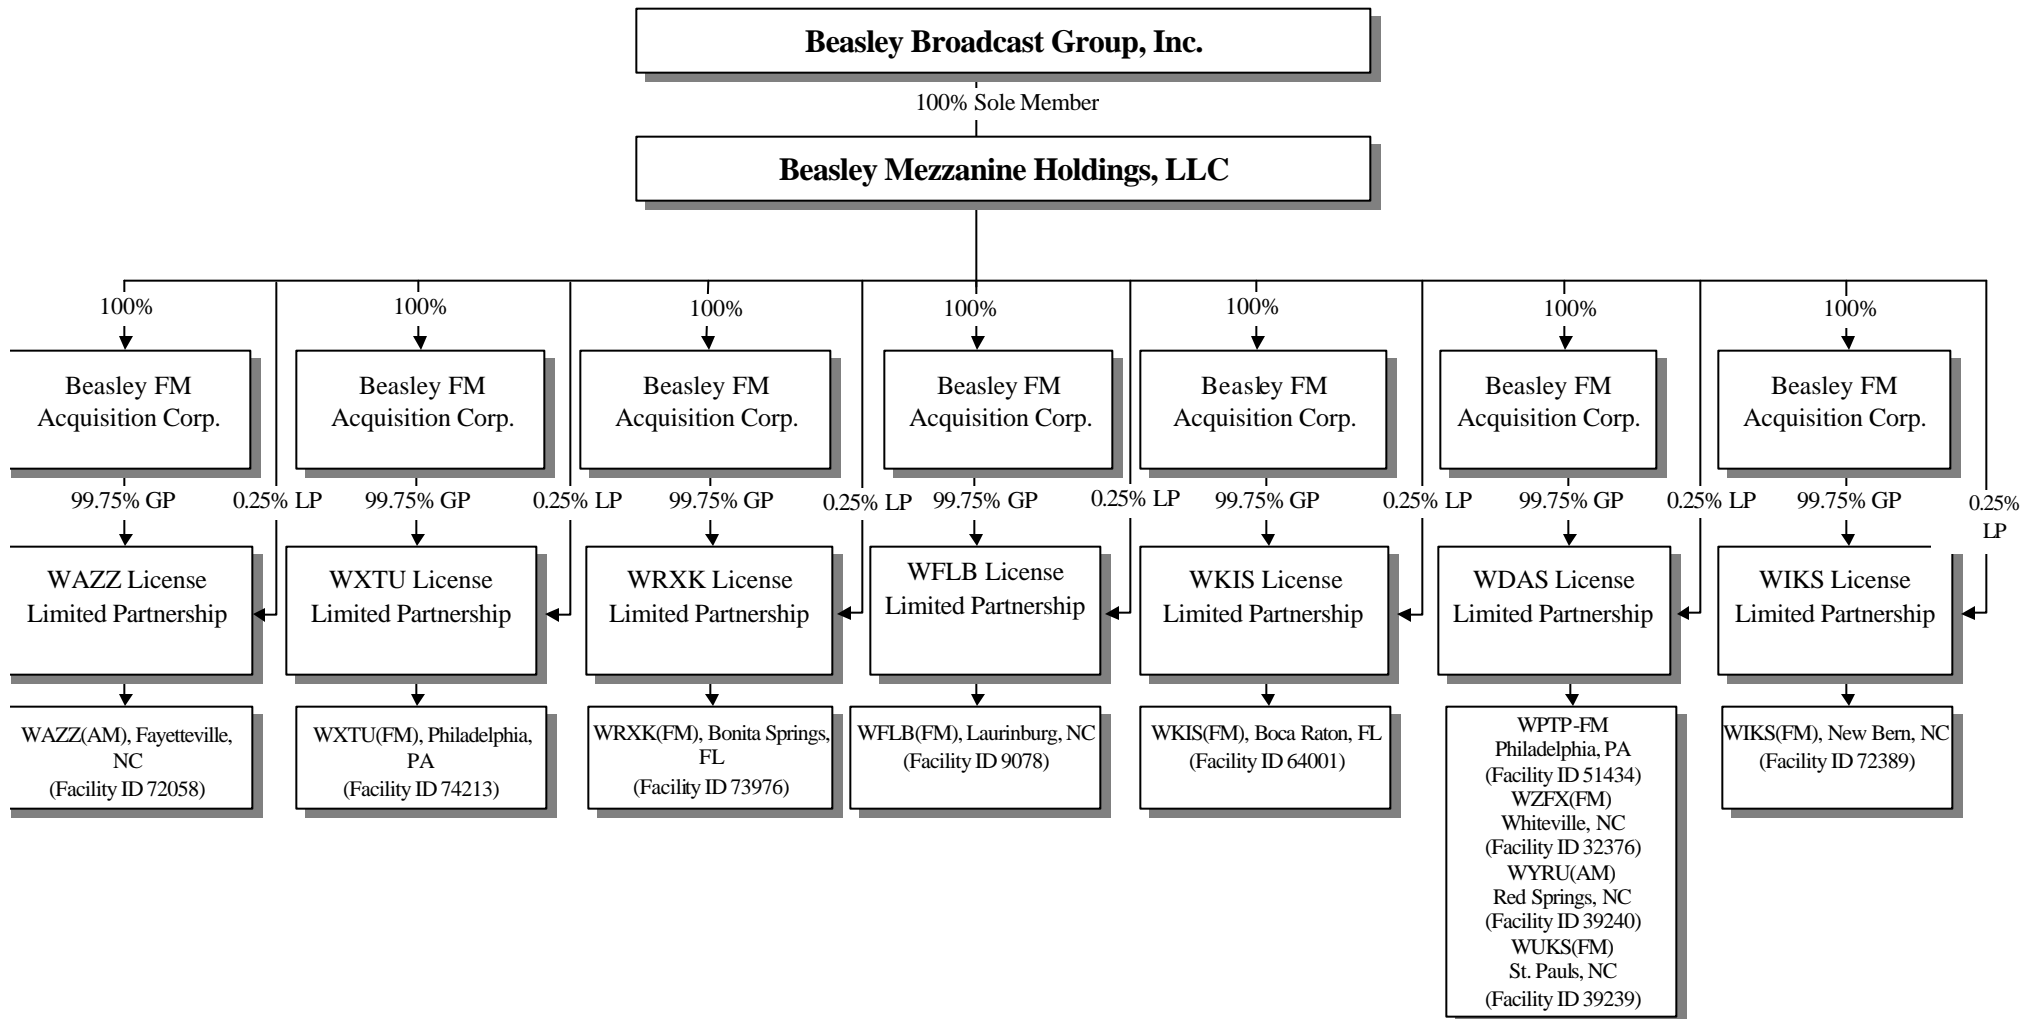 Beasley Broadcast Group, Inc.
100% Sole Member
Beasley Mezzanine Holdings, LLC
100%
100%
100%
100%
100%
100%
100%
Beasley FM
Acquisition Corp.
Beasley FM
Acquisition Corp.
Beasley FM
Acquisition Corp.
Beasley FM
Acquisition Corp.
Beasley FM
Acquisition Corp.
Beasley FM
Acquisition Corp.
Beasley FM
Acquisition Corp.
99.75% GP
0.25% LP
99.75% GP
0.25% LP
99.75% GP
0.25% LP
99.75% GP
0.25% LP
99.75% GP
0.25% LP
99.75% GP
0.25% LP
99.75% GP
0.25%
LP
WAZZ License
Limited Partnership
WXTU License
Limited Partnership
WRXK License
Limited Partnership
WFLB License
Limited Partnership
WKIS License
Limited Partnership
WDAS License
Limited Partnership
WIKS License
Limited Partnership
WAZZ(AM), Fayetteville,
NC
(Facility ID 72058)
WXTU(FM), Philadelphia,
PA
(Facility ID 74213)
WRXK(FM), Bonita Springs,
FL
(Facility ID 73976)
WFLB(FM), Laurinburg, NC
(Facility ID 9078)
WKIS(FM), Boca Raton, FL
(Facility ID 64001)
WPTP-FM
Philadelphia, PA
(Facility ID 51434)
WZFX(FM)
Whiteville, NC
(Facility ID 32376)
WYRU(AM)
Red Springs, NC
(Facility ID 39240)
WUKS(FM)
St. Pauls, NC
(Facility ID 39239)
WIKS(FM), New Bern, NC
(Facility ID 72389)